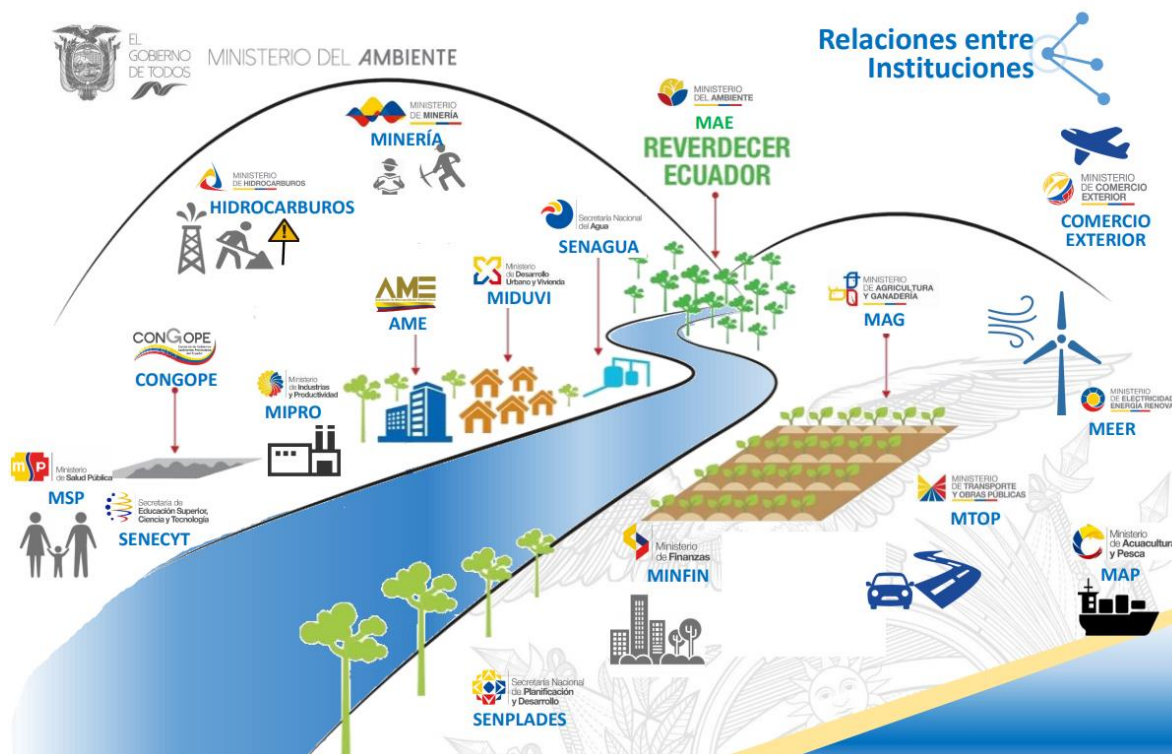 EL
GOBIERNO
DE TODOS
MINISTERIO DEL AMBIENTE
Relaciones entre
Instituciones
MINISTERIO
DE MINERÍA
MINERÍA
MINISTERIO
DEL AMBIENTE
MAE
REVERDECER
ECUADOR
MINISTERIO
DE HIDROCARBUROS
HIDROCARBUROS
MINISTERIO
DE COMERCIO
EXTERIOR
COMERCIO
EXTERIOR
Secretaría Nacional
del Agua
SENAGUA
AME
AME
Ministerio
de Desarrollo
Urbano y Vivienda
MIDUVI
MINISTERIO
DE AGRICULTURA
Y GANADERÍA
MAG
CONGOPE
CONGOPE
Ministerio
de Industrias
y Productividad
MIPRO
MINISTERIO
DE ELECTRICIDAD
ENERGÍA RENOVA
MEER
msp
Ministerio
de Salud Pública
MSP
Secretaría de
Educación Superior,
Ciencia y Tecnología
SENECYT
MINISTERIO
DE TRANSPORTE
Y OBRAS PÚBLICAS
MTOP
Ministerio
de Finanzas
MINFIN
Ministerio
de Acuacultura
y Pesca
MAP
Secretaría Nacional
de Planificación
y Desarrollo
SENPLADES